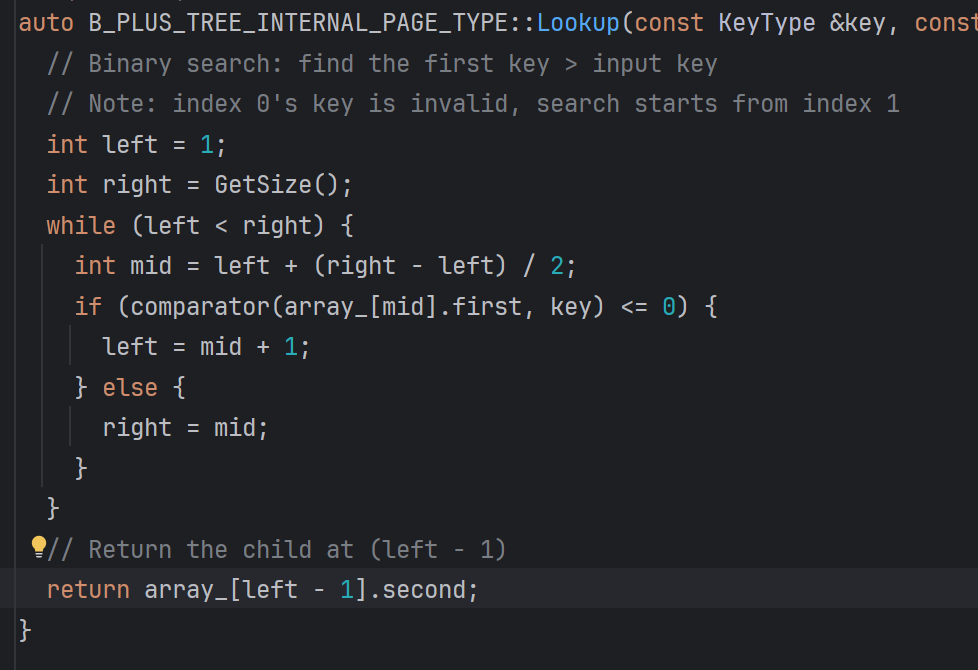 auto B_PLUS_TREE_INTERNAL_PAGE_TYPE::Lookup(const KeyType &key, const
// Binary search: find the first key > input key
// Note: index 0's key is invalid, search starts from index 1
int left = 1;
int right = GetSize();
while (left < right) {
int mid = left + (right - left) / 2;
if (comparator(array_[mid].first, key) <= 0) {
left = mid + 1;
} else {
right = mid;
}
}
// Return the child at (left - 1)
return array_[left - 1].second;
}